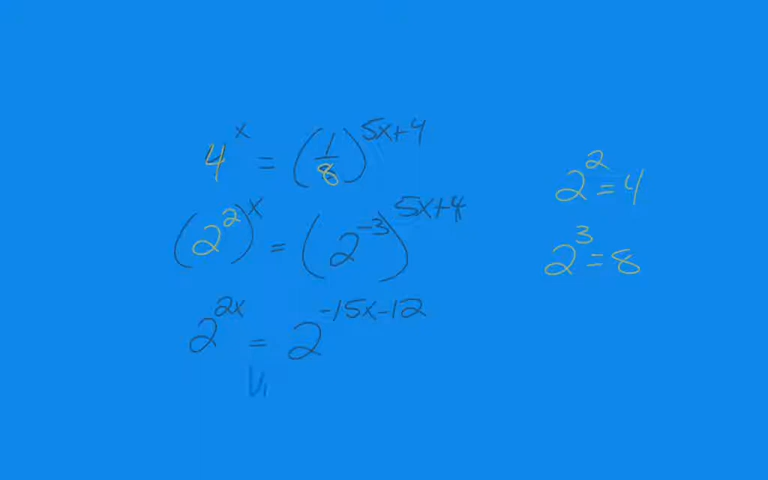 4^x = (1/8)^(5x+4)
(2^2)^x = (2^-3)^(5x+4)
2^2x = 2^-15x-12
2^2 = 4
2^3 = 8